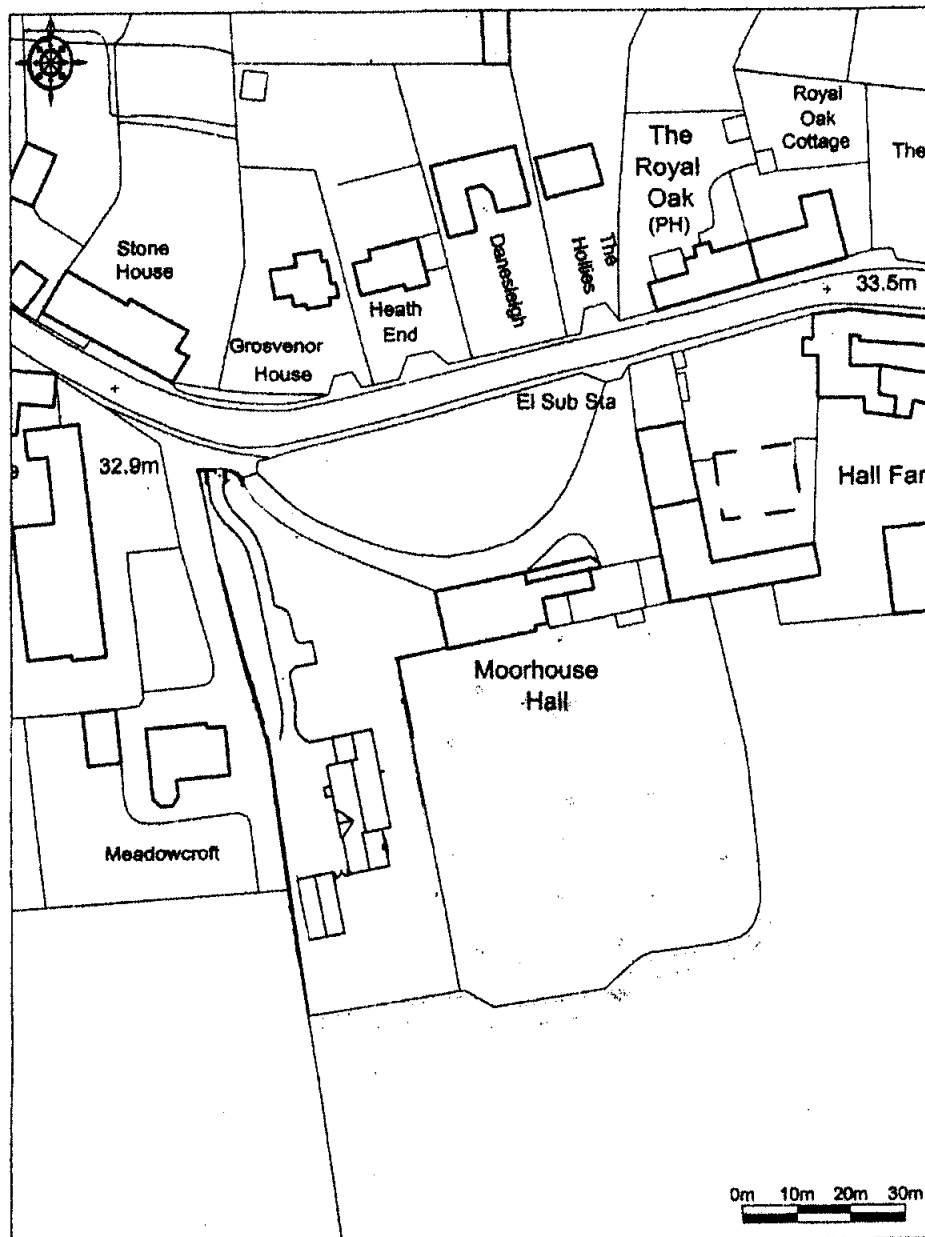 Royal
Oak
Cottage
The
Royal
Oak
(PH)
The
Stone
House
Danesleigh
The
Hollies
33.5m
Heath
End
Grosvenor
House
El Sub Sta
32.9m
Hall Far
Moorhouse
Hall
Meadowcroft
0m 10m 20m 30m